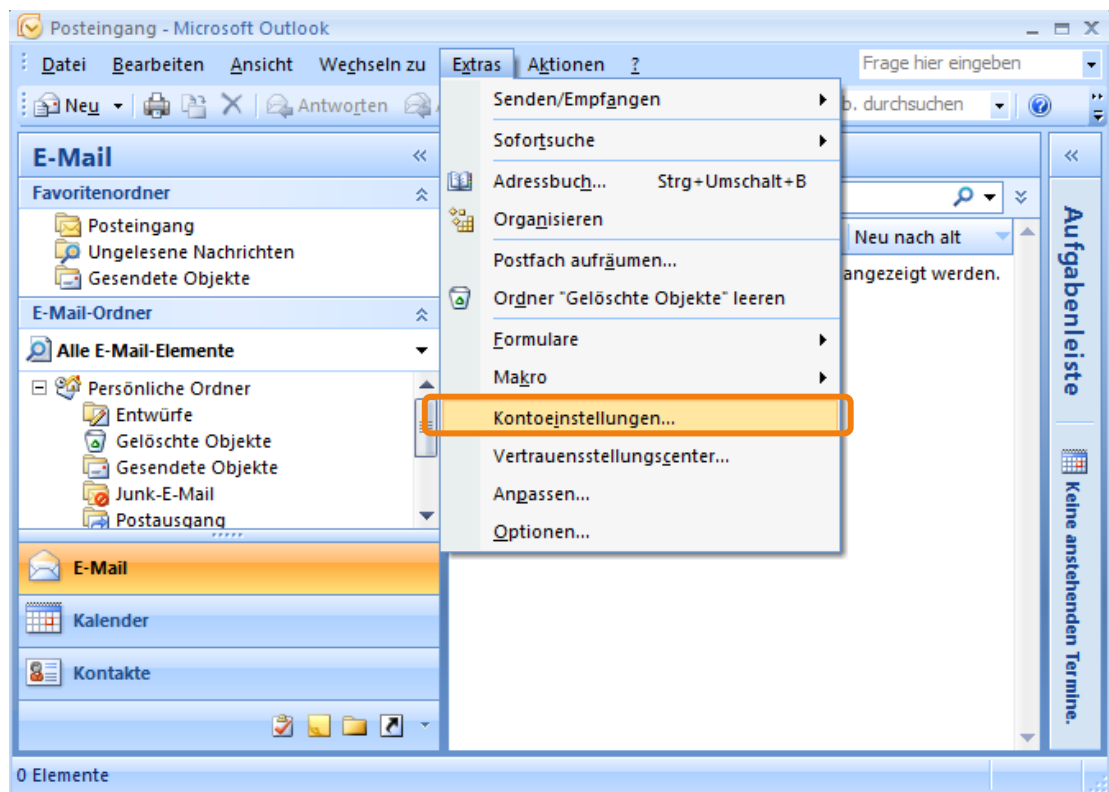 Posteingang - Microsoft Outlook
Datei Bearbeiten Ansicht Wechseln zu Extras Aktionen ? Frage hier eingeben
Neu Antworten b. durchsuchen
E-Mail
Favoritenordner
Posteingang
Ungelesene Nachrichten
Gesendete Objekte
E-Mail-Ordner
Alle E-Mail-Elemente
Persönliche Ordner
Entwürfe
Gelöschte Objekte
Gesendete Objekte
Junk-E-Mail
Postausgang
E-Mail
Kalender
Kontakte
0 Elemente
Senden/Empfangen
Sofortsuche
Adressbuch... Strg+Umschalt+B
Organisieren
Postfach aufräumen...
Ordner "Gelöschte Objekte" leeren
Formulare
Makro
Kontoeinstellungen...
Vertrauensstellungscenter...
Anpassen...
Optionen...
Neu nach alt
angezeigt werden.
Aufgabenleiste
Keine anstehenden Termine.